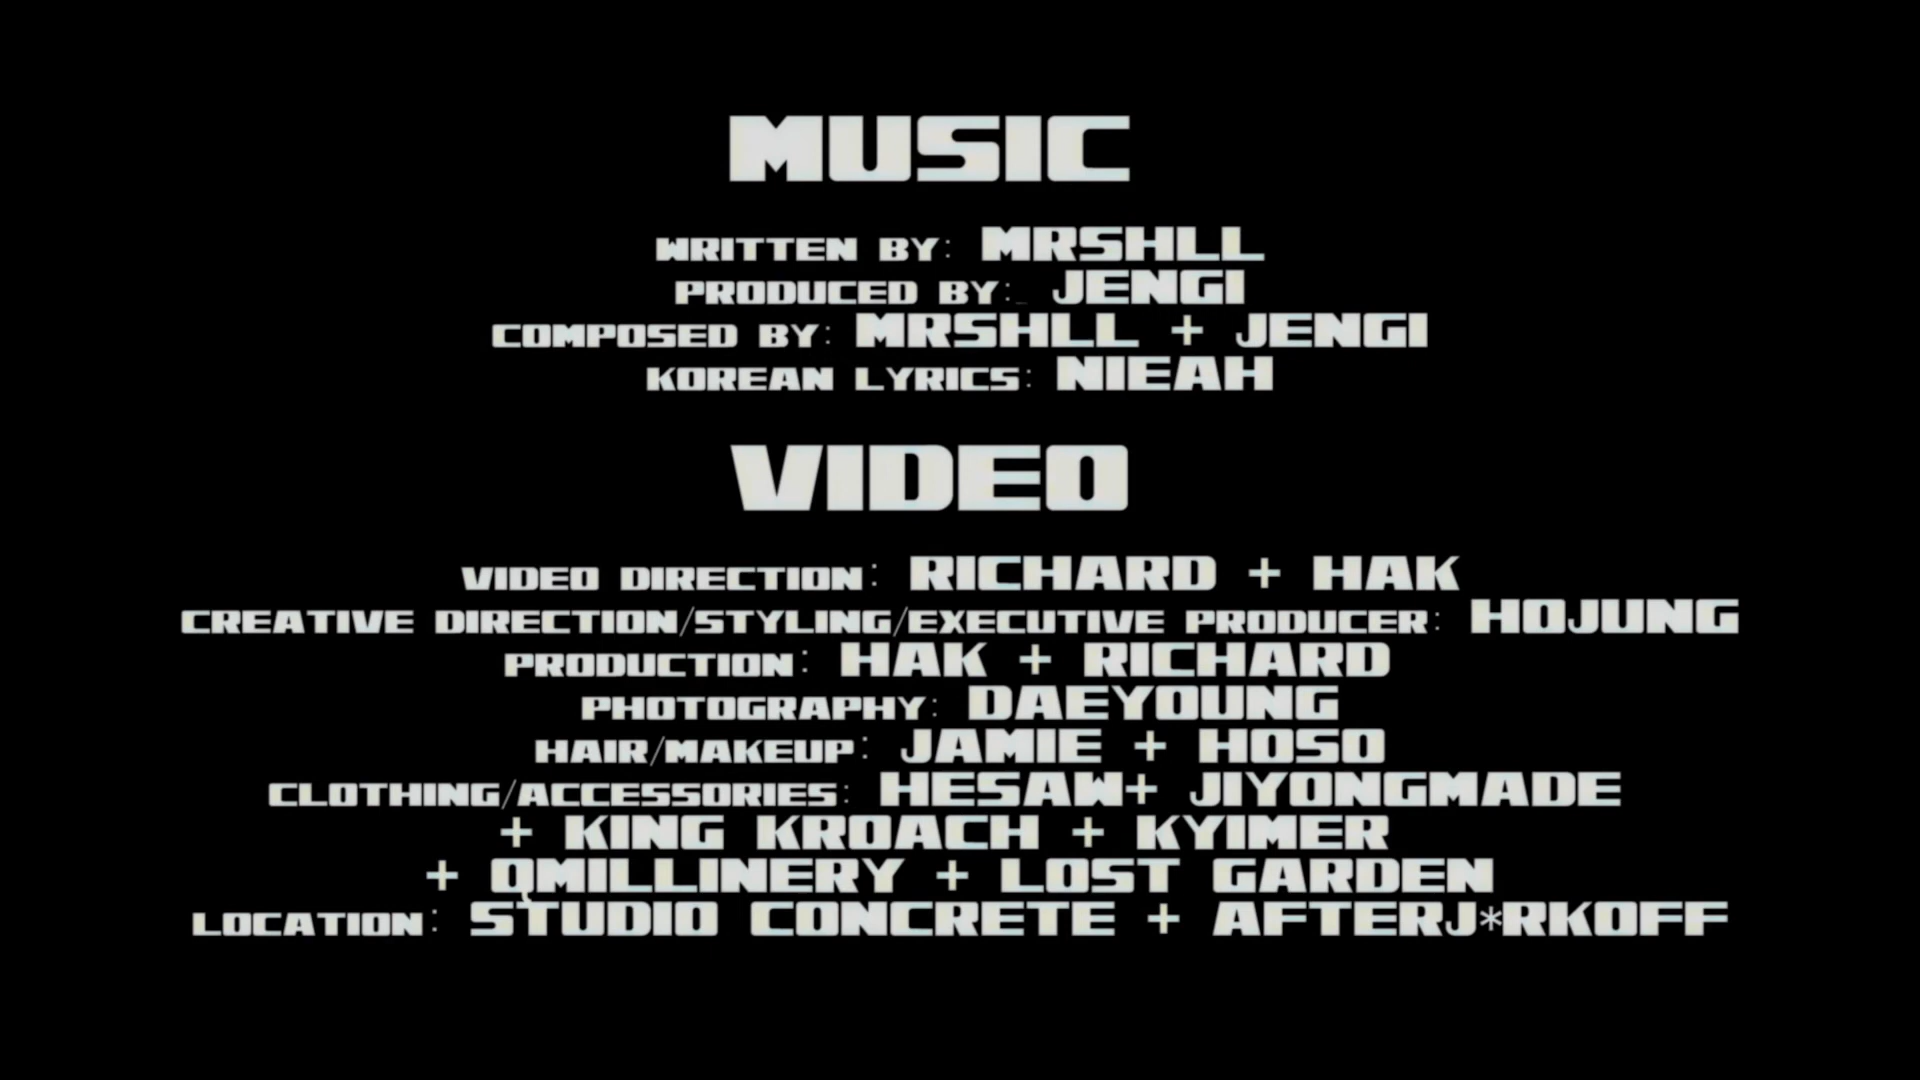 MUSIC
WRITTEN BY: MRSHLL
PRODUCED BY:_ JENGI
COMPOSED BY: MRSHLL + JENGI
KOREAN LYRICS: NIEAH
VIDEO
VIDEO DIRECTION: RICHARD + HAK
CREATIVE DIRECTION/STYLING/EXECUTIVE PRODUCER: HOJUNG
PRODUCTION: HAK + RICHARD
PHOTOGRAPHY: DAEYOUNG
HAIR/MAKEUP: JAMIE + HOSO
CLOTHING/ACCESSORIES: HESAW+ JIYONGMADE
+ KING KROACH + KYIMER
+ QMILLINERY + LOST GARDEN
LOCATION: STUDIO CONCRETE + AFTERJ*RKOFF